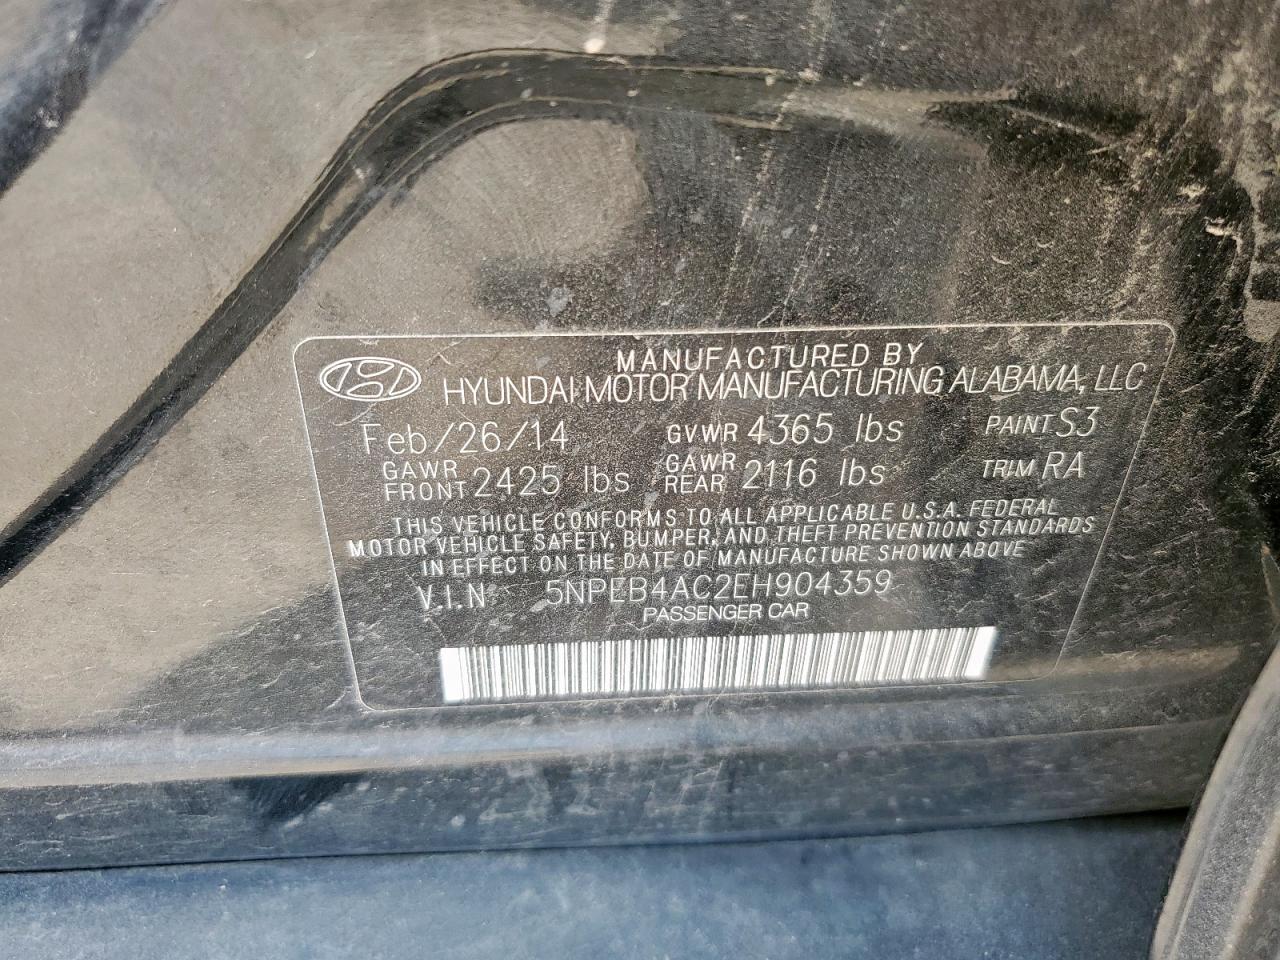 MANUFACTURED BY
HYUNDAI MOTOR MANUFACTURING ALABAMA, LLC
Feb/26/14 GVWR 4365 lbs PAINT S3
GAWR FRONT 2425 lbs GAWR REAR 2116 lbs TRIM RA
THIS VEHICLE CONFORMS TO ALL APPLICABLE U.S.A. FEDERAL
MOTOR VEHICLE SAFETY, BUMPER, AND THEFT PREVENTION STANDARDS
IN EFFECT ON THE DATE OF MANUFACTURE SHOWN ABOVE
V.I.N 5NPEB4AC2EH904359
PASSENGER CAR